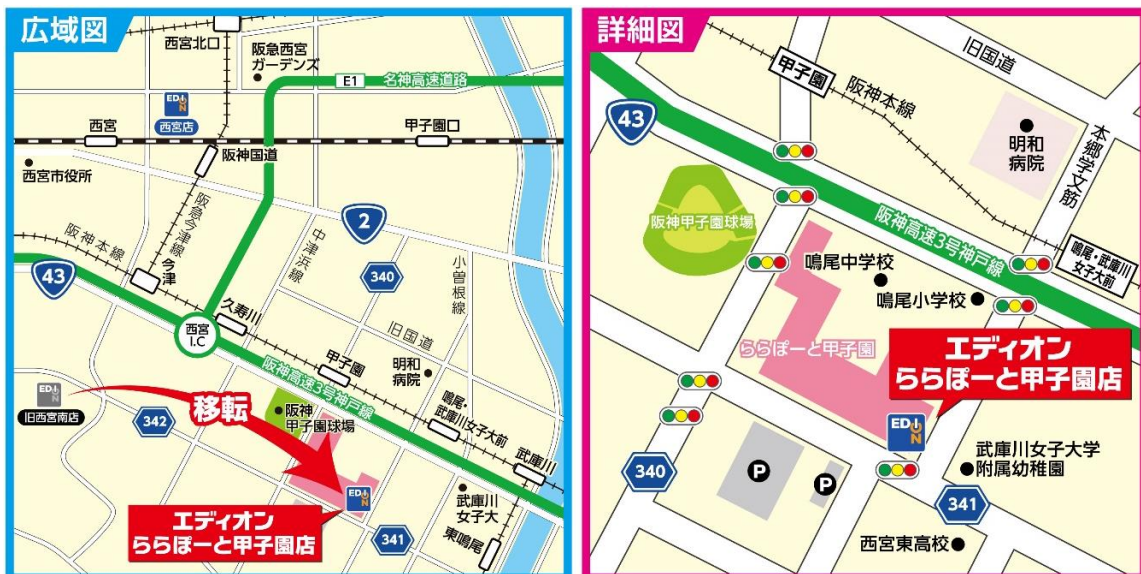 広域図
西宮北口
阪急西宮
ガーデンズ
E1
名神高速道路
EDION
西宮店
西宮
甲子園口
阪神国道
西宮市役所
阪急今津線
阪神本線
2
中津浜線
340
小曽根線
43
今津
久寿川
西宮
I.C
旧国道
甲子園
明和
病院
阪神高速3号神戸線
EDION
旧西宮南店
移転
342
阪神
甲子園球場
鳴尾・
武庫川女子大前
武庫川
EDION
武庫川
女子大
エディオン
ららぽーと甲子園店
341
東鳴尾
詳細図
旧国道
甲子園
阪神本線
43
明和
病院
本郷学文筋
阪神甲子園球場
阪神高速3号神戸線
鳴尾・武庫川
女子大前
鳴尾中学校
鳴尾小学校
ららぽーと甲子園
エディオン
ららぽーと甲子園店
EDION
武庫川女子大学
附属幼稚園
340
P
P
341
西宮東高校